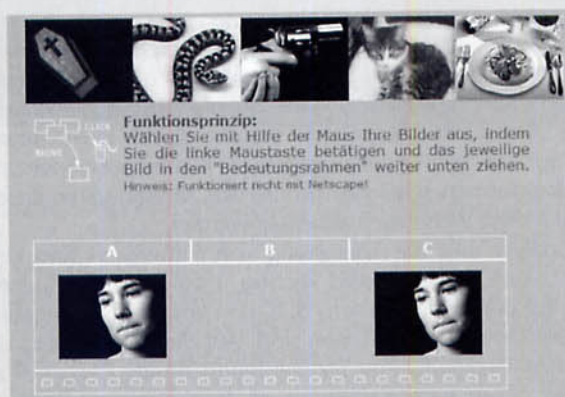 CLICK
Funktionsprinzip:
Wählen Sie mit Hilfe der Maus Ihre Bilder aus, indem
Sie die linke Maustaste betätigen und das jeweilige
Bild in den "Bedeutungsrahmen" weiter unten ziehen.
Hinweis: Funktioniert nicht mit Netscape!
A B C